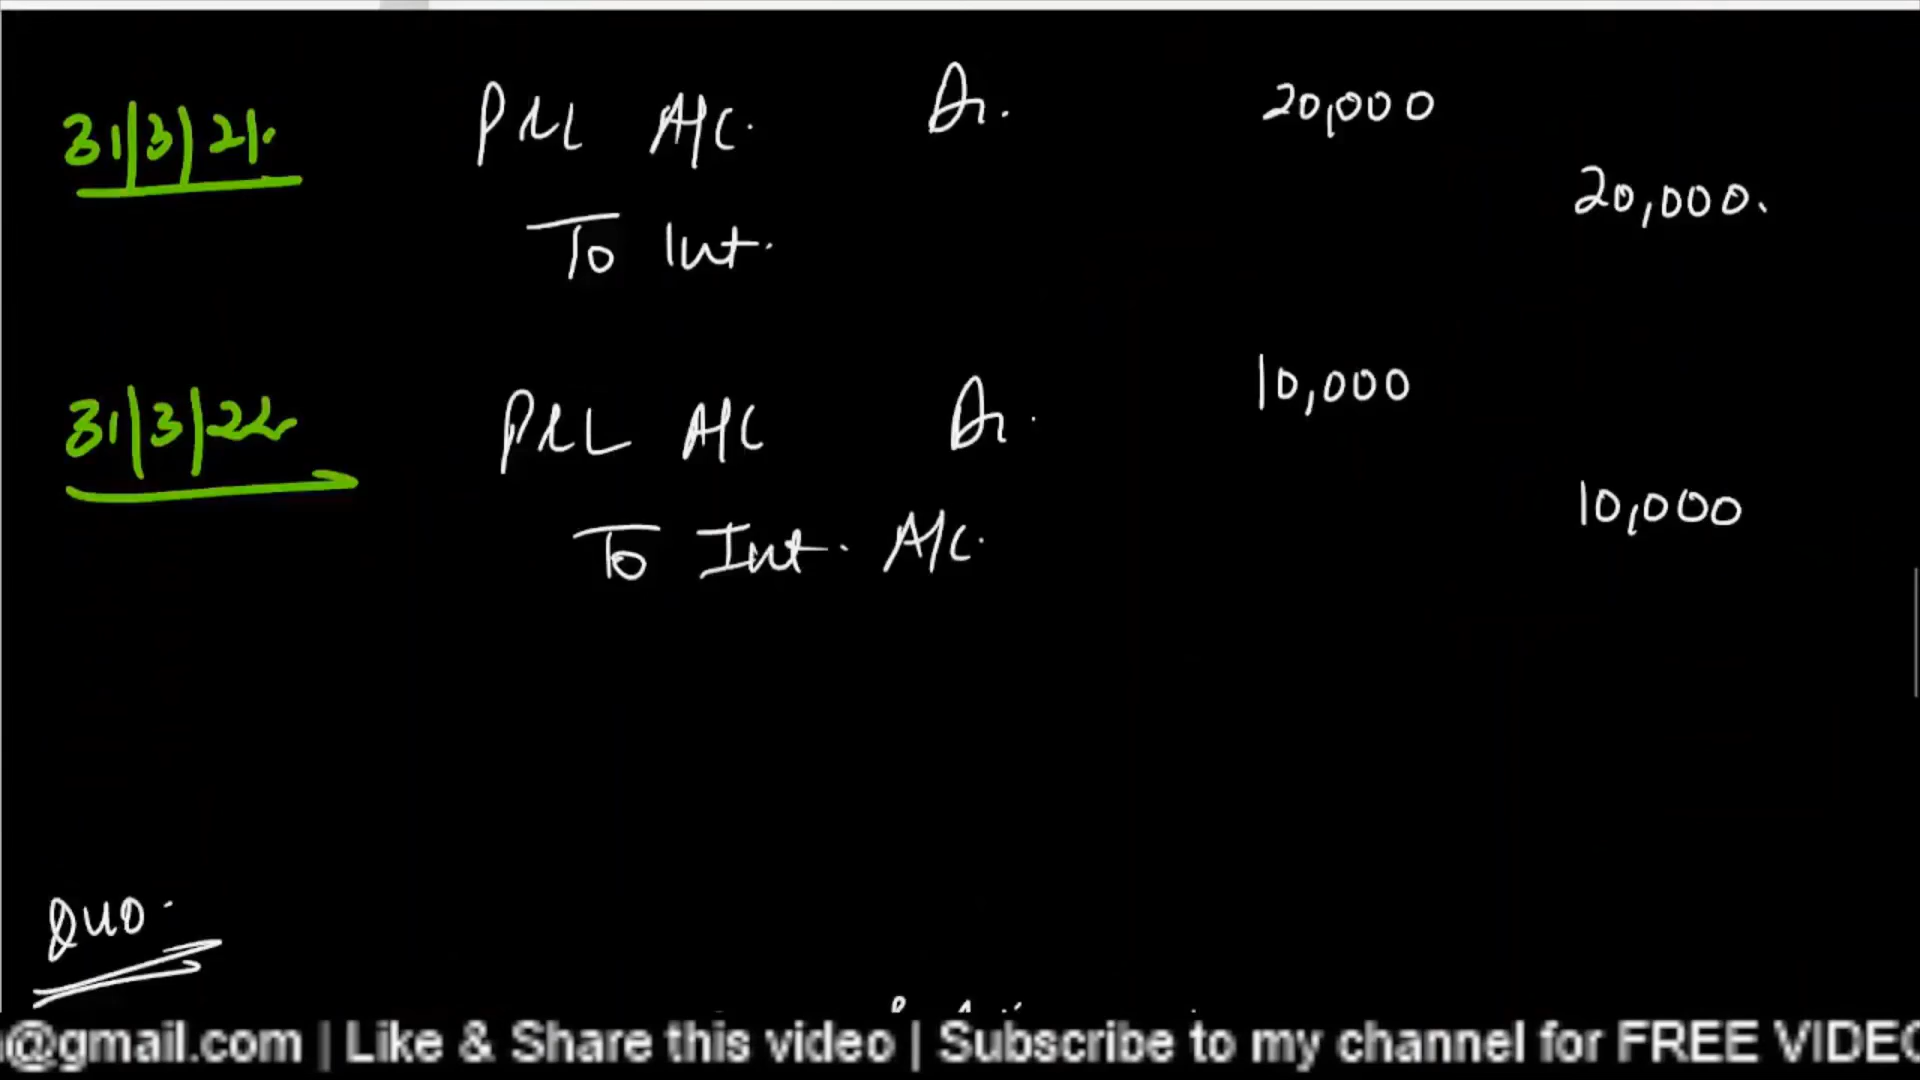 31/3/21. P&L A/C. Dr. 20,000
To Int. 20,000.
31/3/22 P&L A/C Dr. 10,000
To Int. A/C. 10,000
QUO.
@gmail.com | Like & Share this video | Subscribe to my channel for FREE VIDEO